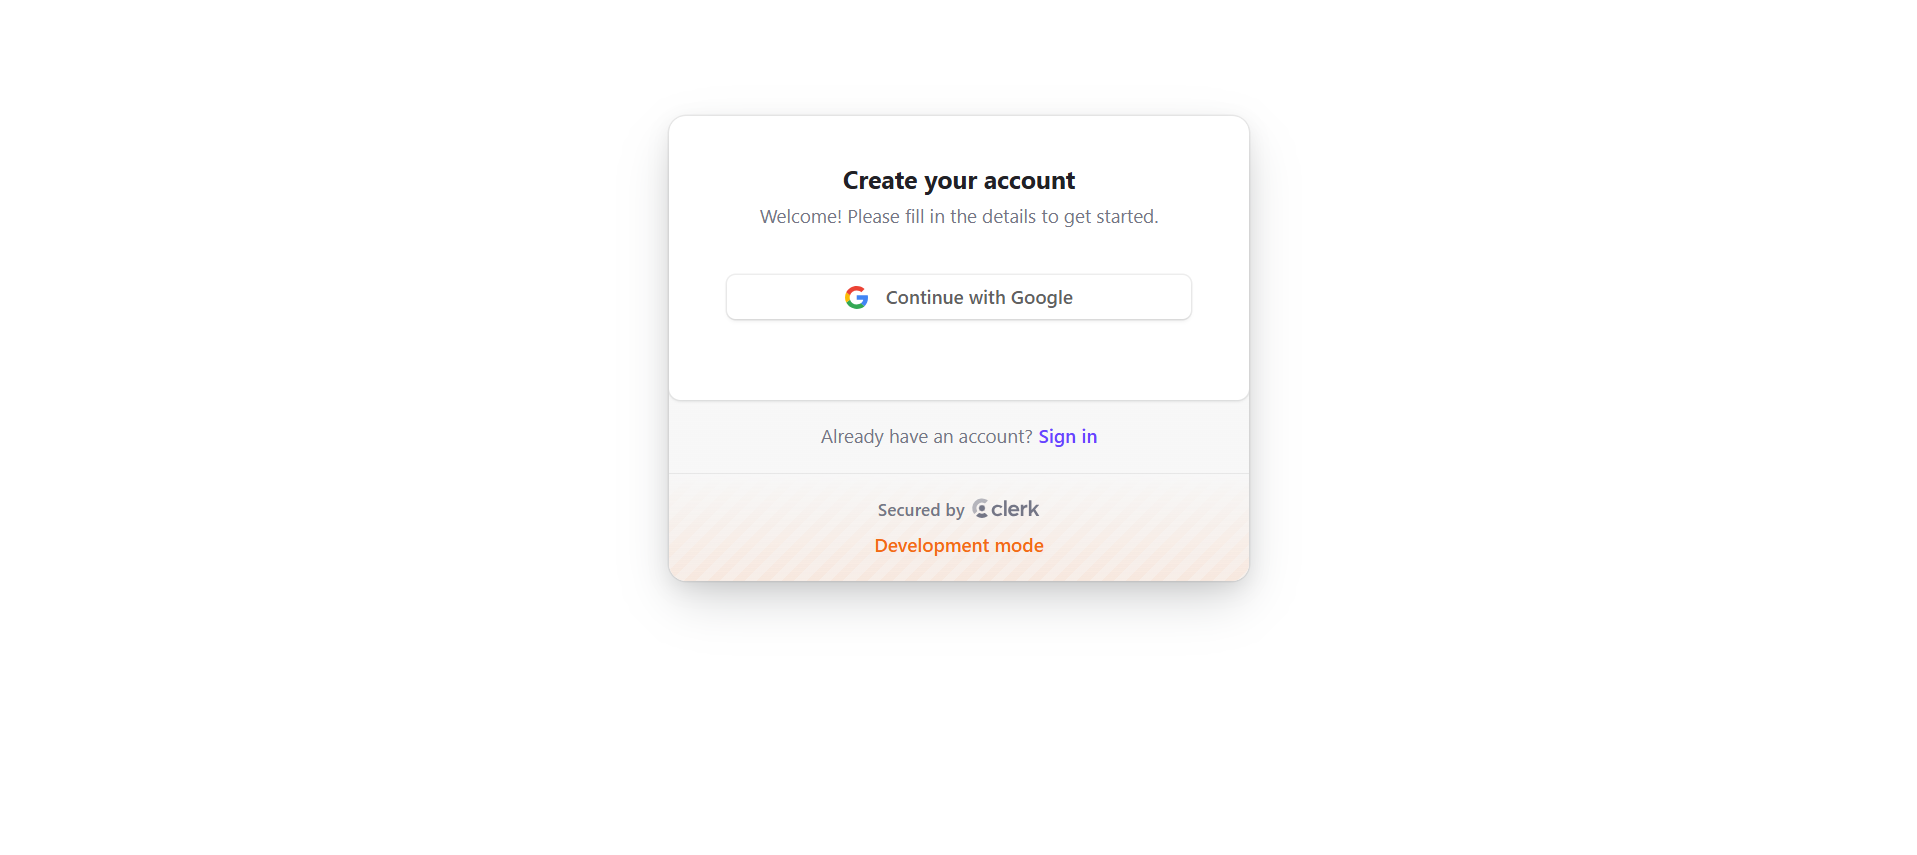 Create your account
Welcome! Please fill in the details to get started.
Continue with Google
Already have an account? Sign in
Secured by clerk
Development mode